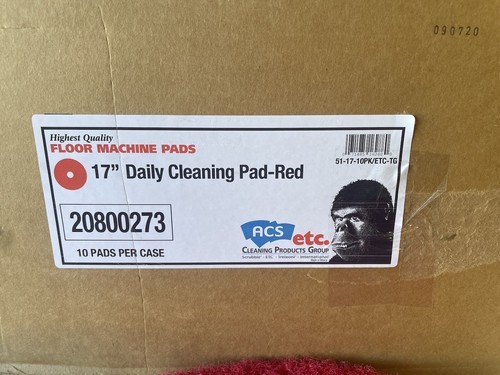 090720
Highest Quality
FLOOR MACHINE PADS
17” Daily Cleaning Pad-Red
51-17-10PK/ETC-TG
20800273
10 PADS PER CASE
ACS etc.
CLEANING PRODUCTS GROUP